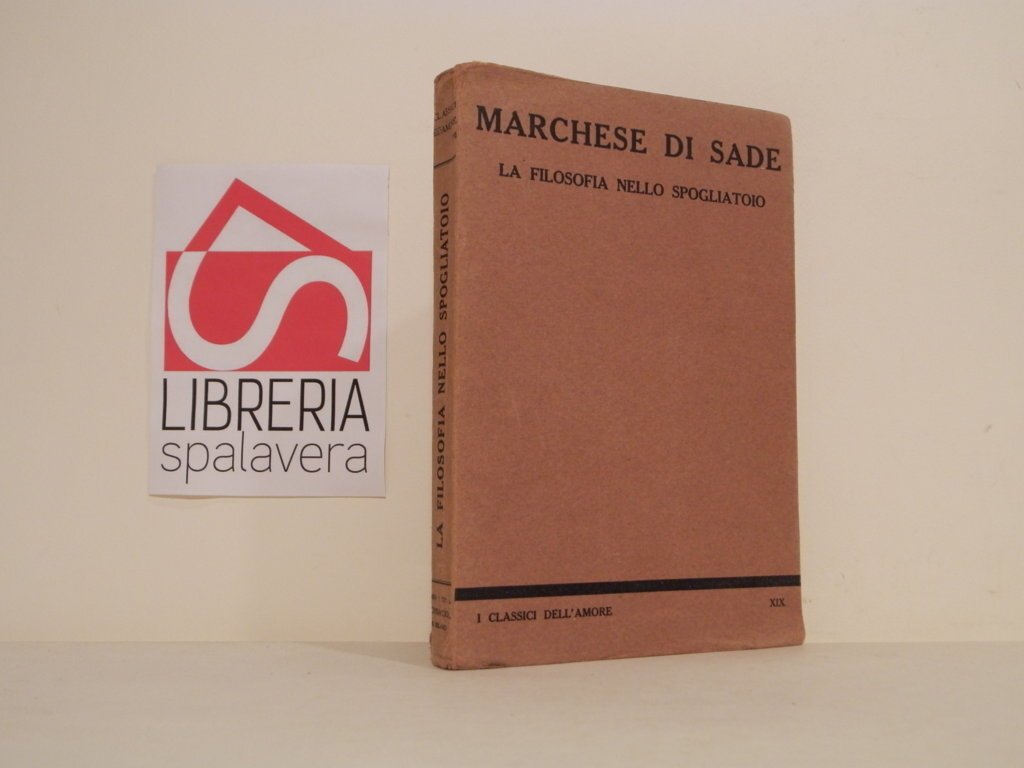 LIBRERIA
spalavera
LA FILOSOFIA NELLO SPOGLIATOIO
MARCHESE DI SADE
LA FILOSOFIA NELLO SPOGLIATOIO
I CLASSICI DELL'AMORE
XIX